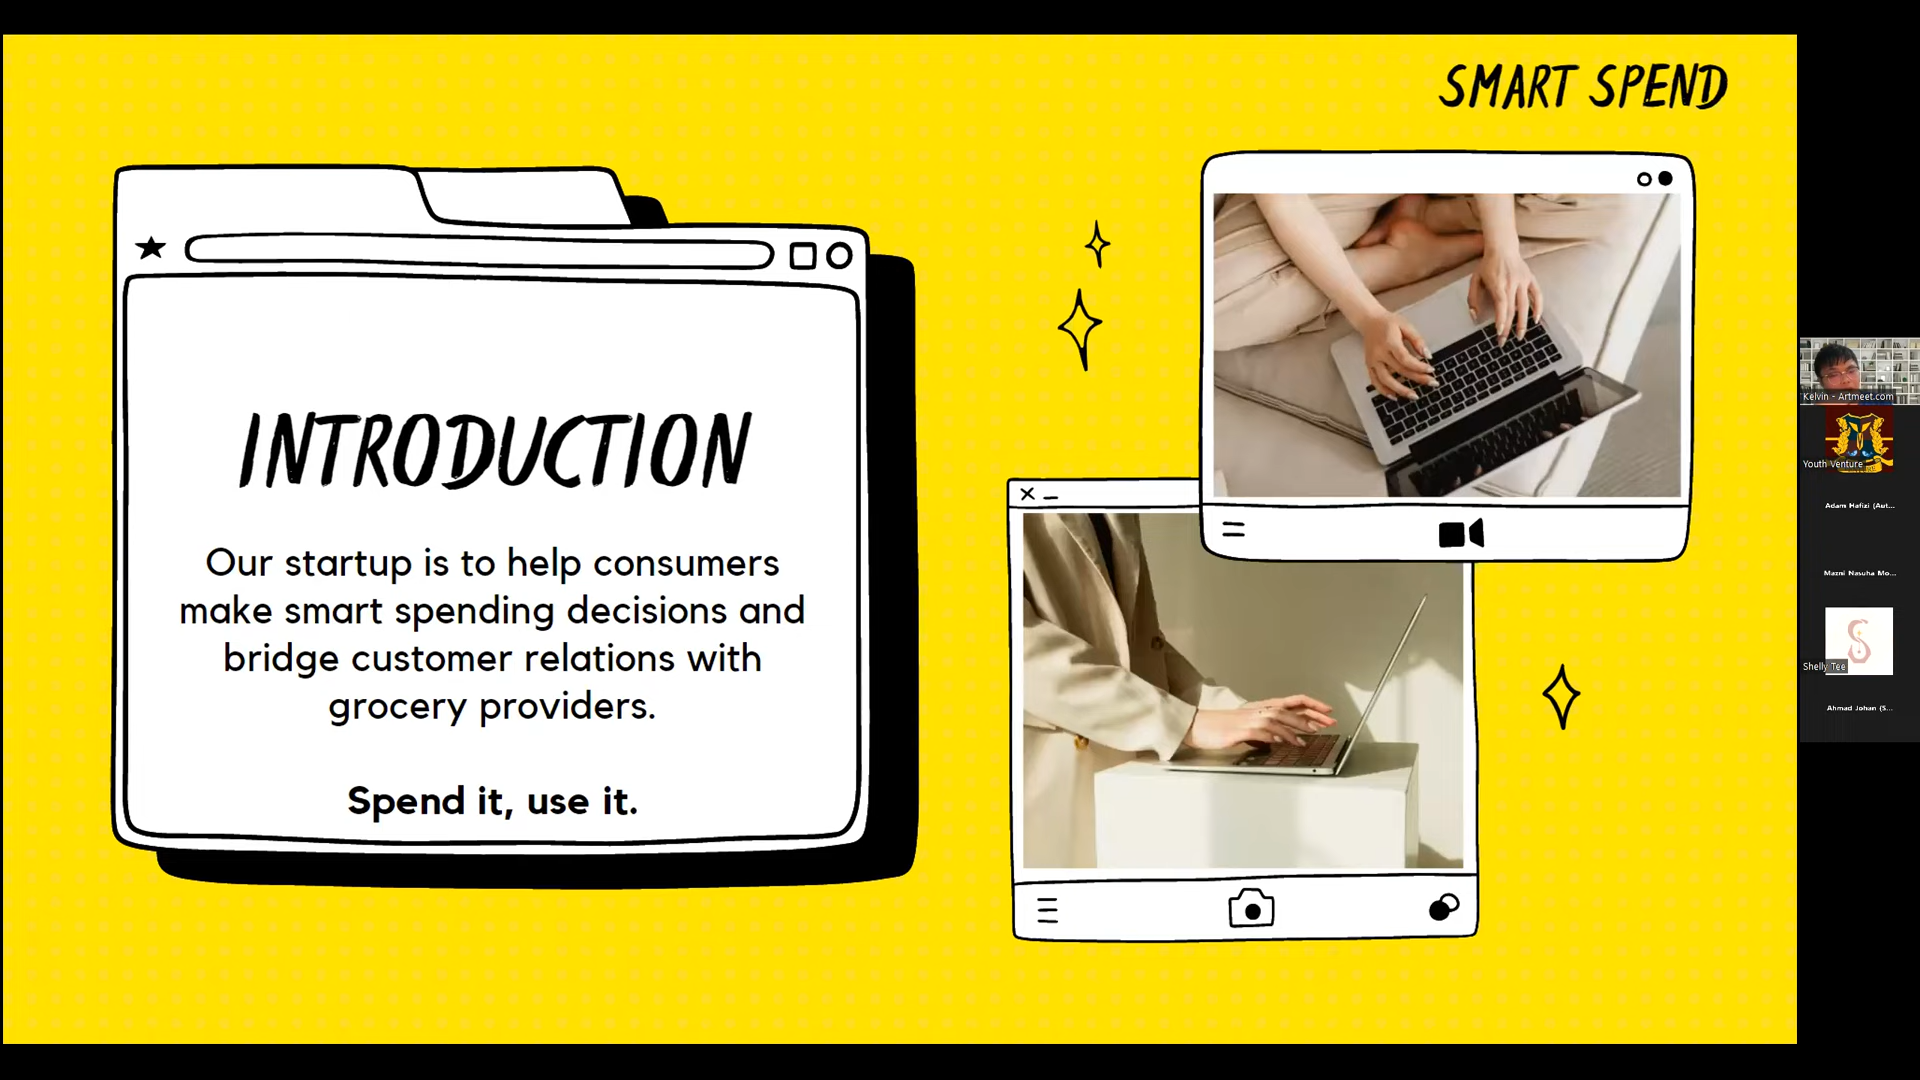 SMART SPEND
INTRODUCTION
Our startup is to help consumers
make smart spending decisions and
bridge customer relations with
grocery providers.
Spend it, use it.
Kelvin - Artmeet.com
Youth Venture
Adam Hafizi (Aut...
Mazni Nasuha Mo...
Shelly Tee
Ahmad Johan (S...